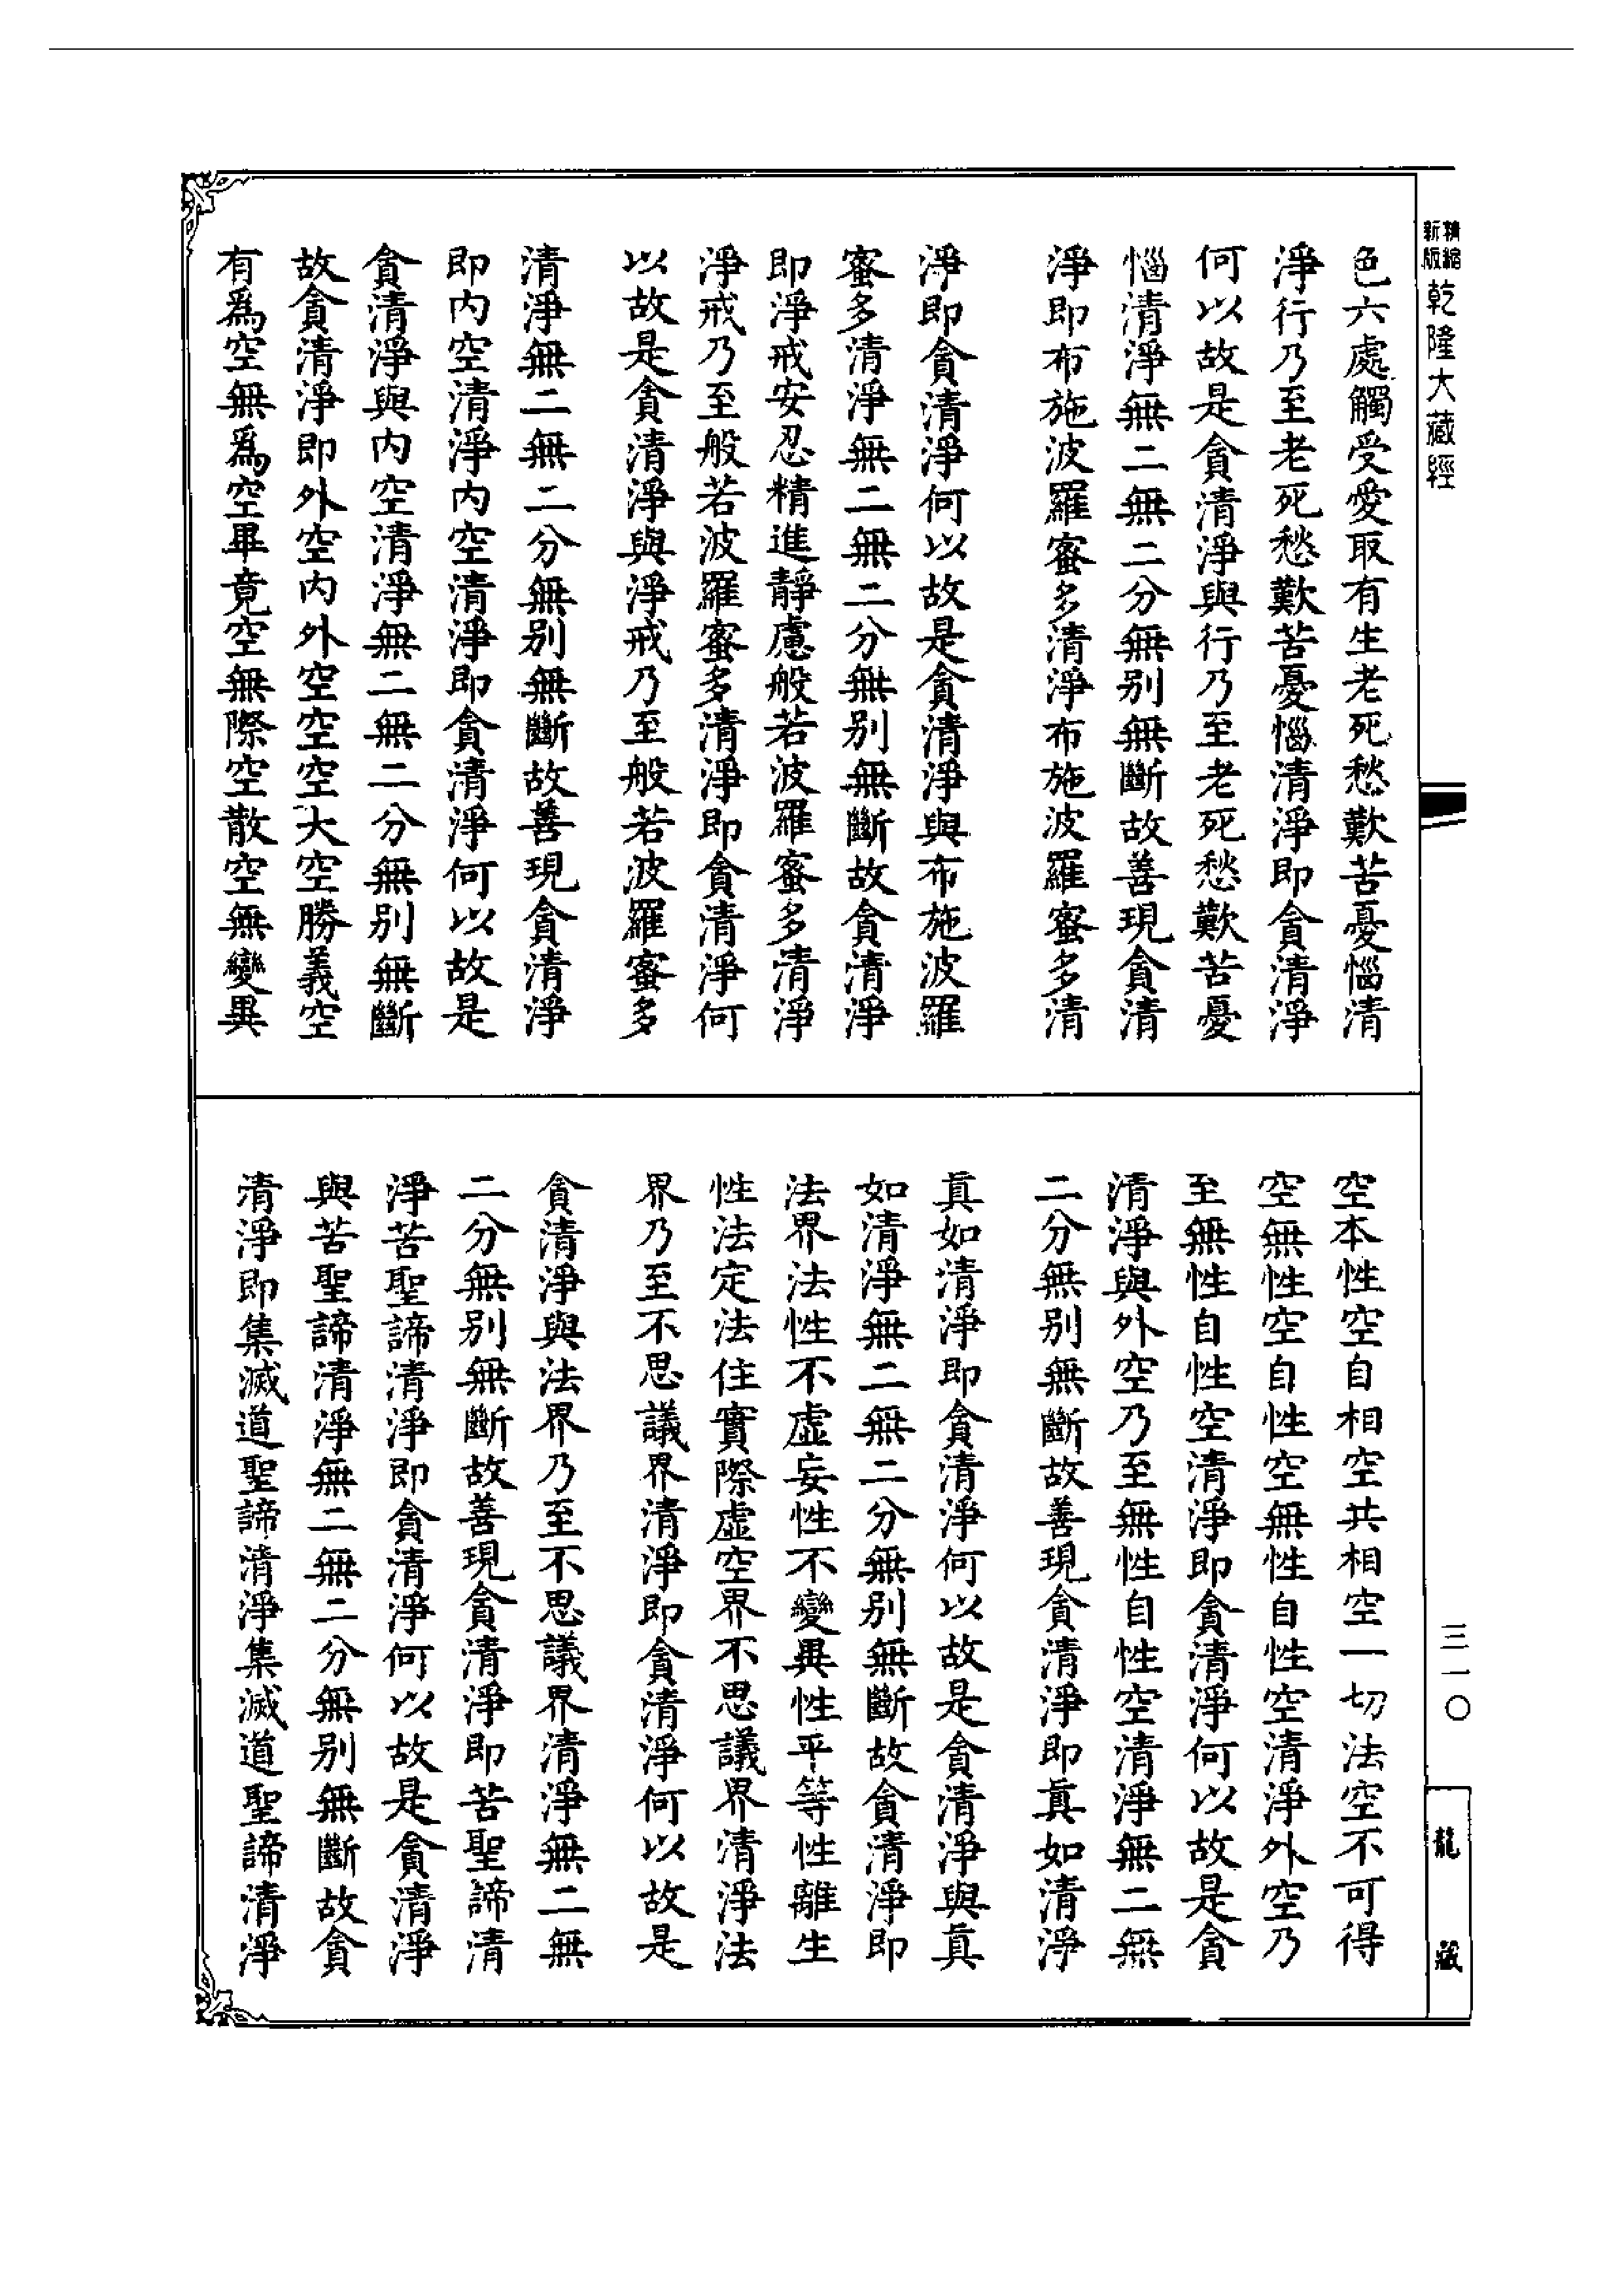 精縮
新版
乾隆大藏經
色六處觸受愛取有生老死愁歎苦憂惱清
淨行乃至老死愁歎苦憂惱清淨即貪清淨
何以故是貪清淨與行乃至老死愁歎苦憂
惱清淨無二無二分無別無斷故善現貪清
淨即布施波羅蜜多清淨布施波羅蜜多清
淨即貪清淨何以故是貪清淨與布施波羅
蜜多清淨無二無二分無別無斷故貪清淨
即淨戒安忍精進靜慮般若波羅蜜多清淨
淨戒乃至般若波羅蜜多清淨即貪清淨何
以故是貪清淨與淨戒乃至般若波羅蜜多
清淨無二無二分無別無斷故善現貪清淨
即內空清淨內空清淨即貪清淨何以故是
貪清淨與內空清淨無二無二分無別無斷
故貪清淨即外空內外空空空大空勝義空
有爲空無爲空畢竟空無際空散空無變異
空本性空自相空共相空一切法空不可得
空無性空自性空無性自性空清淨外空乃
至無性自性空清淨即貪清淨何以故是貪
清淨與外空乃至無性自性空清淨無二無
二分無別無斷故善現貪清淨即真如清淨
真如清淨即貪清淨何以故是貪清淨與真
如清淨無二無二分無別無斷故貪清淨即
法界法性不虛妄性不變異性平等性離生
性法定法住實際虛空界不思議界清淨法
界乃至不思議界清淨即貪清淨何以故是
貪清淨與法界乃至不思議界清淨無二無
二分無別無斷故善現貪清淨即苦聖諦清
淨苦聖諦清淨即貪清淨何以故是貪清淨
與苦聖諦清淨無二無二分無別無斷故貪
清淨即集滅道聖諦清淨集滅道聖諦清淨
三一〇
龍藏